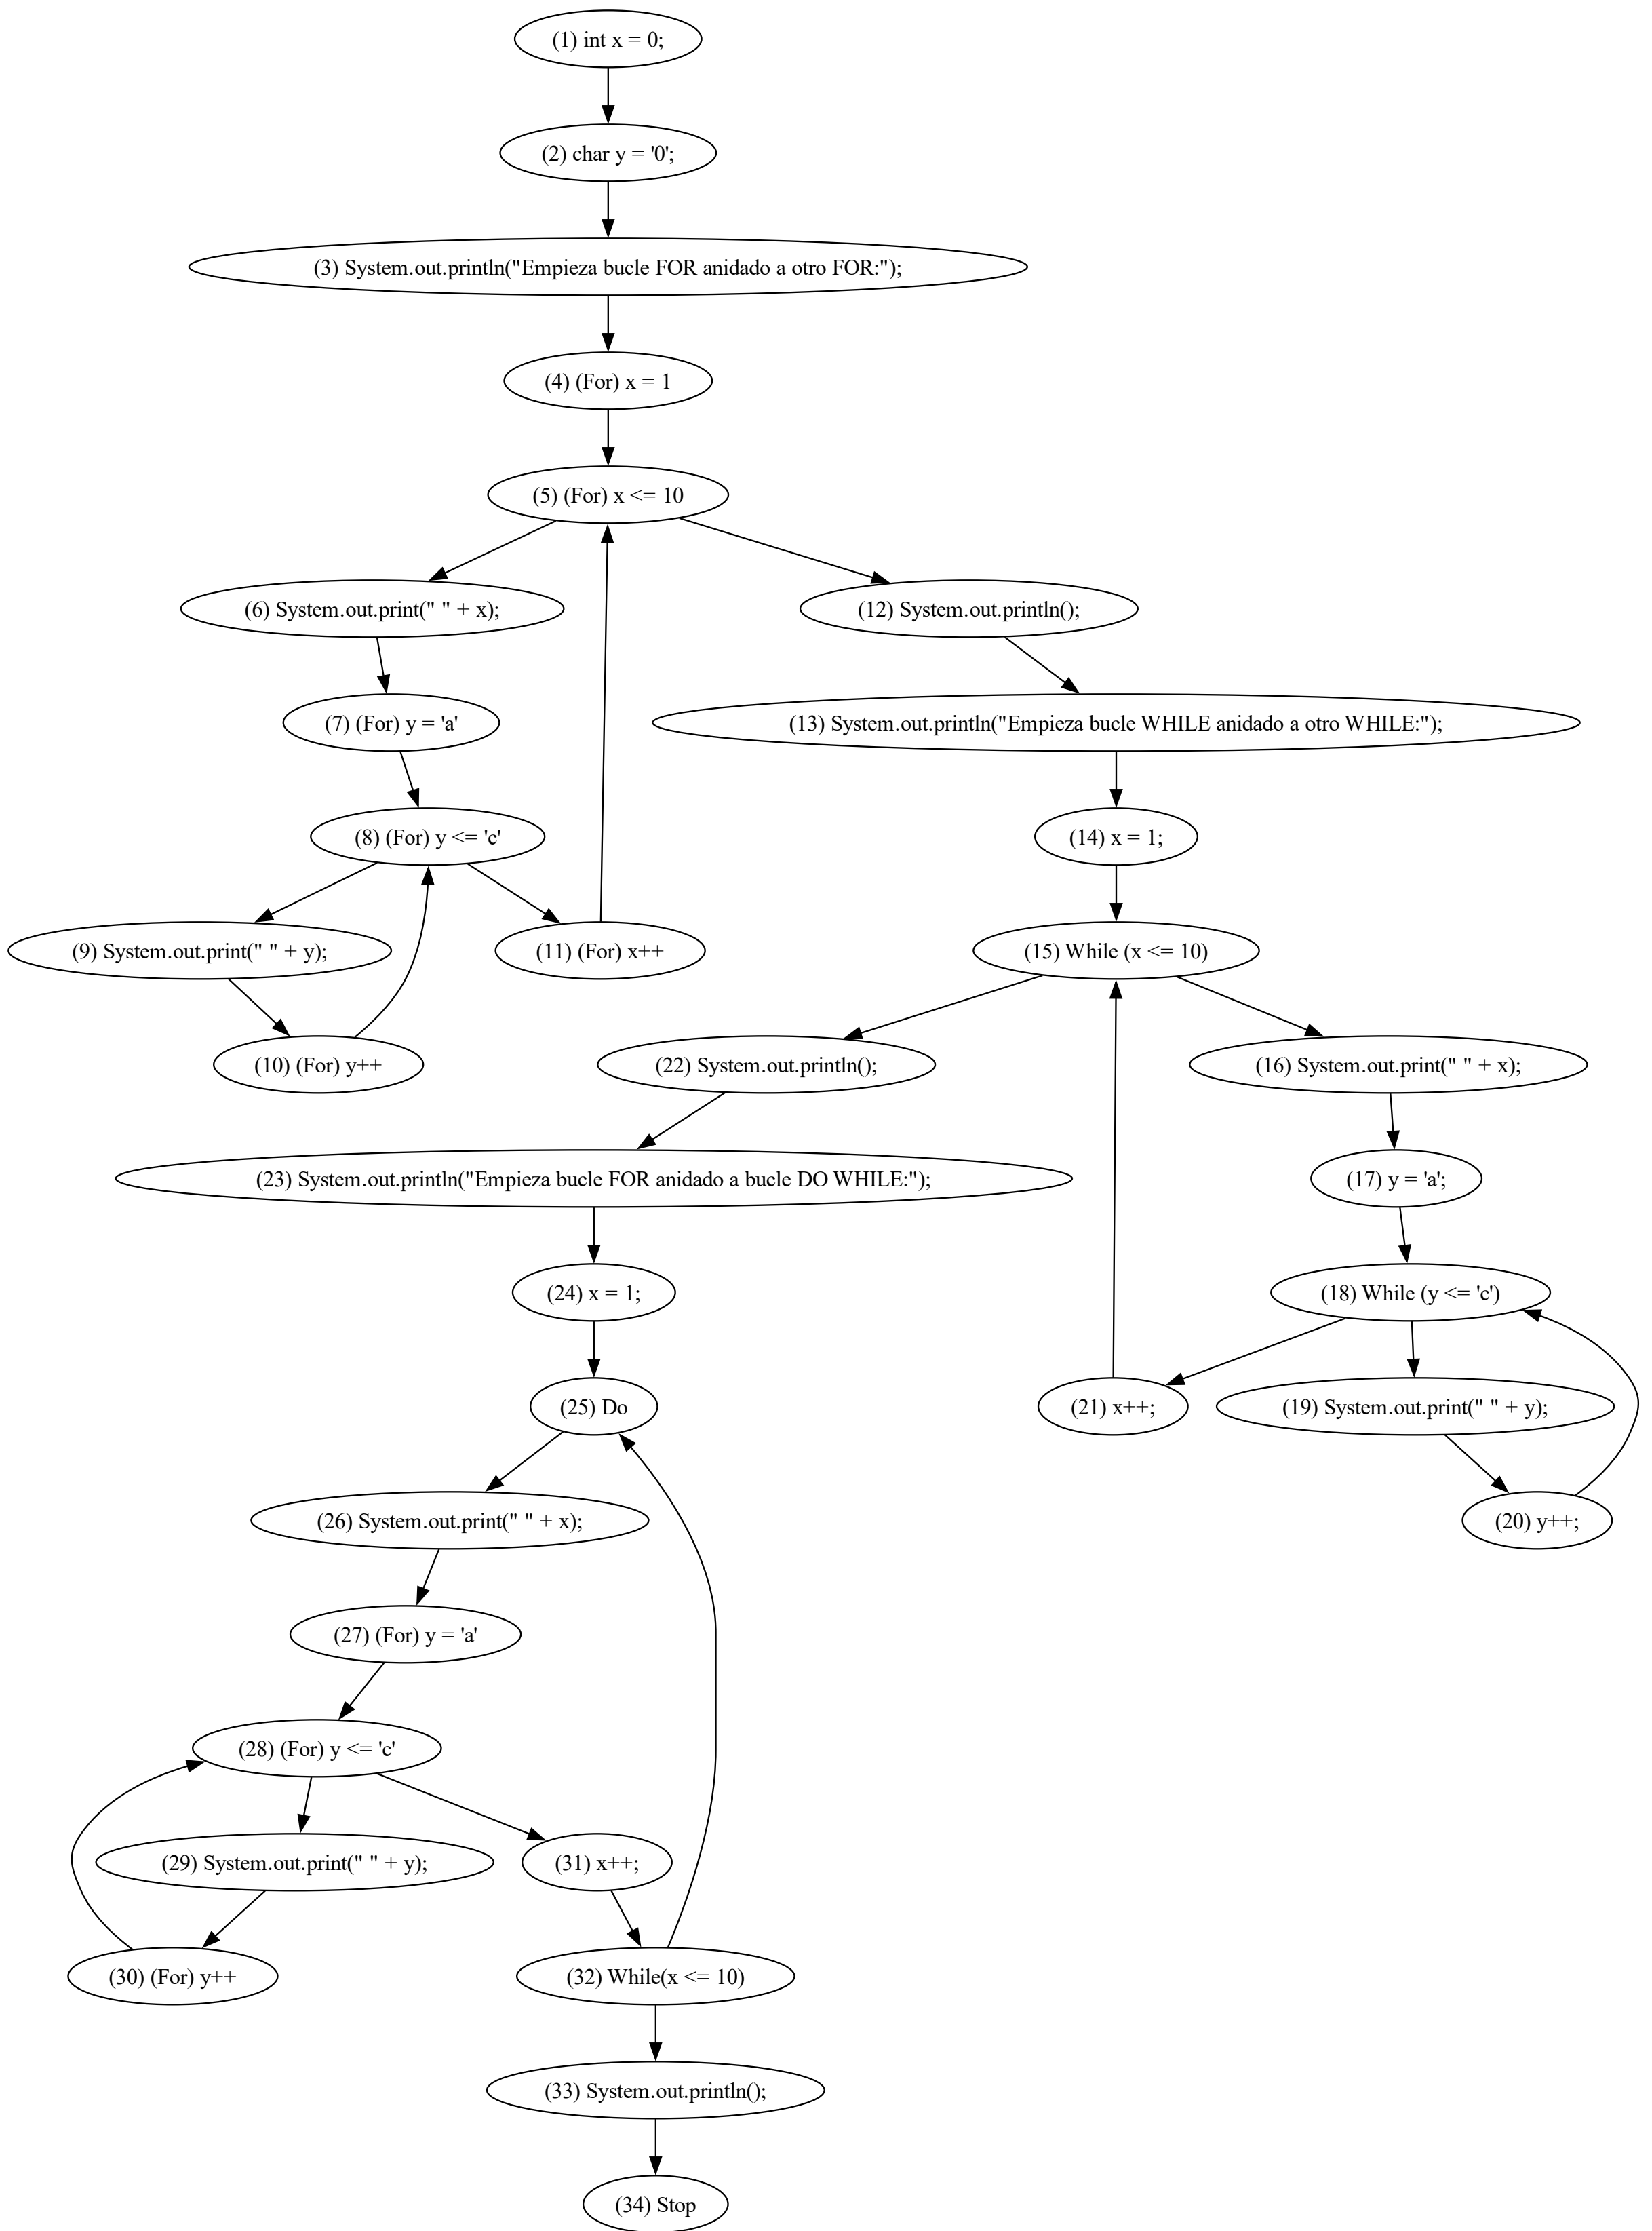 (1) int x = 0;
(2) char y = '0';
(3) System.out.println("Empieza bucle FOR anidado a otro FOR:");
(4) (For) x = 1
(5) (For) x <= 10
(6) System.out.print(" " + x);
(12) System.out.println();
(7) (For) y = 'a'
(13) System.out.println("Empieza bucle WHILE anidado a otro WHILE:");
(8) (For) y <= 'c'
(14) x = 1;
(9) System.out.print(" " + y);
(11) (For) x++
(15) While (x <= 10)
(10) (For) y++
(22) System.out.println();
(16) System.out.print(" " + x);
(23) System.out.println("Empieza bucle FOR anidado a bucle DO WHILE:");
(17) y = 'a';
(24) x = 1;
(18) While (y <= 'c')
(25) Do
(21) x++;
(19) System.out.print(" " + y);
(26) System.out.print(" " + x);
(20) y++;
(27) (For) y = 'a'
(28) (For) y <= 'c'
(29) System.out.print(" " + y);
(31) x++;
(30) (For) y++
(32) While(x <= 10)
(33) System.out.println();
(34) Stop